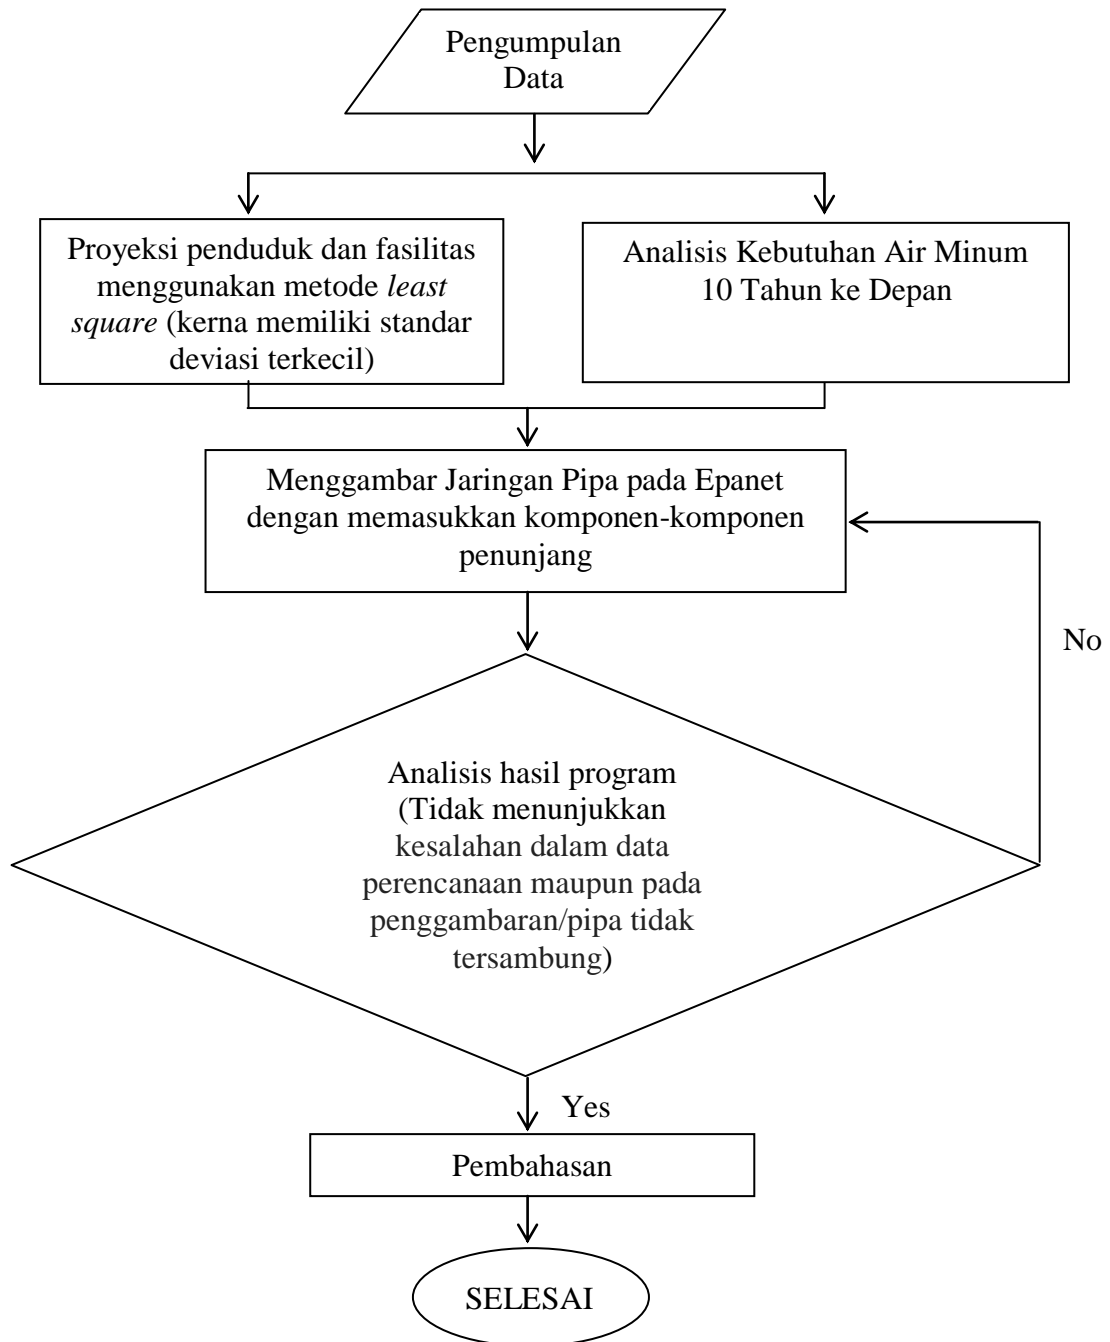 Pengumpulan
Data
Proyeksi penduduk dan fasilitas
menggunakan metode least
square (kerna memiliki standar
deviasi terkecil)
Analisis Kebutuhan Air Minum
10 Tahun ke Depan
Menggambar Jaringan Pipa pada Epanet
dengan memasukkan komponen-komponen
penunjang
No
Analisis hasil program
(Tidak menunjukkan
kesalahan dalam data
perencanaan maupun pada
penggambaran/pipa tidak
tersambung)
Yes
Pembahasan
SELESAI